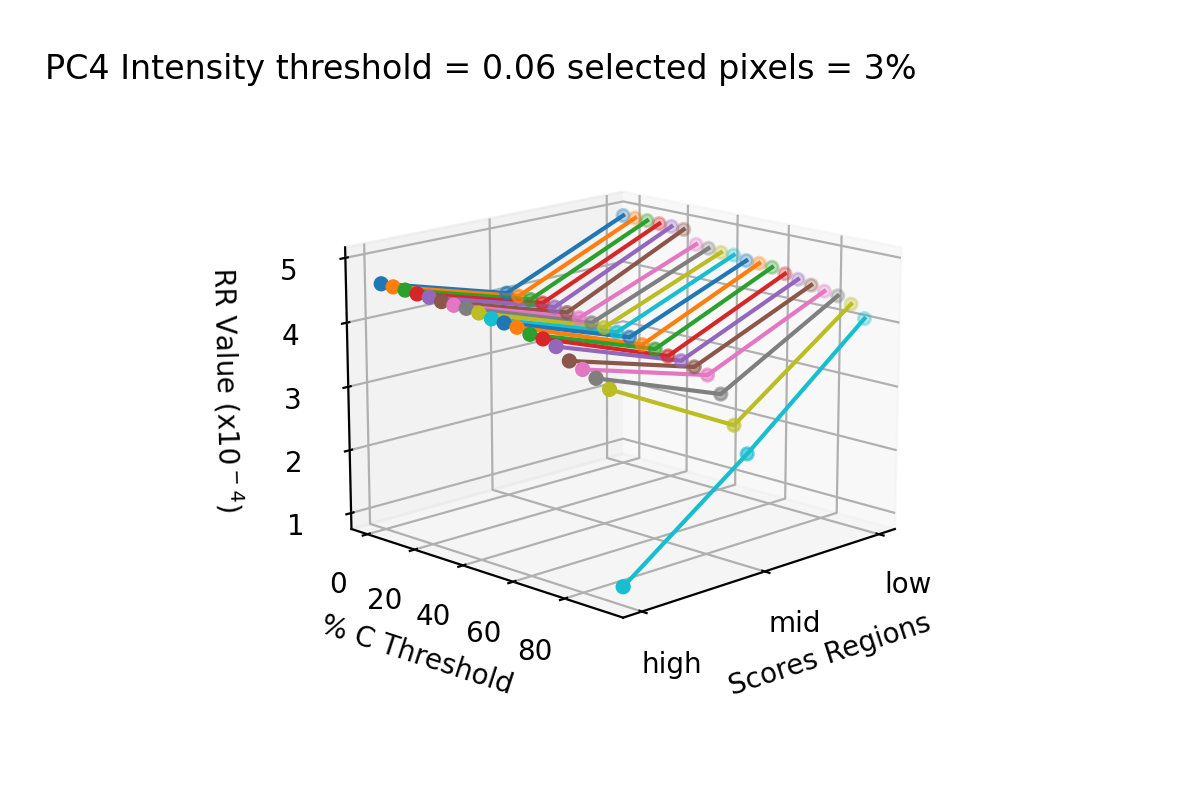 PC4 Intensity threshold = 0.06 selected pixels = 3%
RR Value (x10⁻⁴)
5
4
3
2
1
0
20
40
60
80
% C Threshold
high
mid
low
Scores Regions